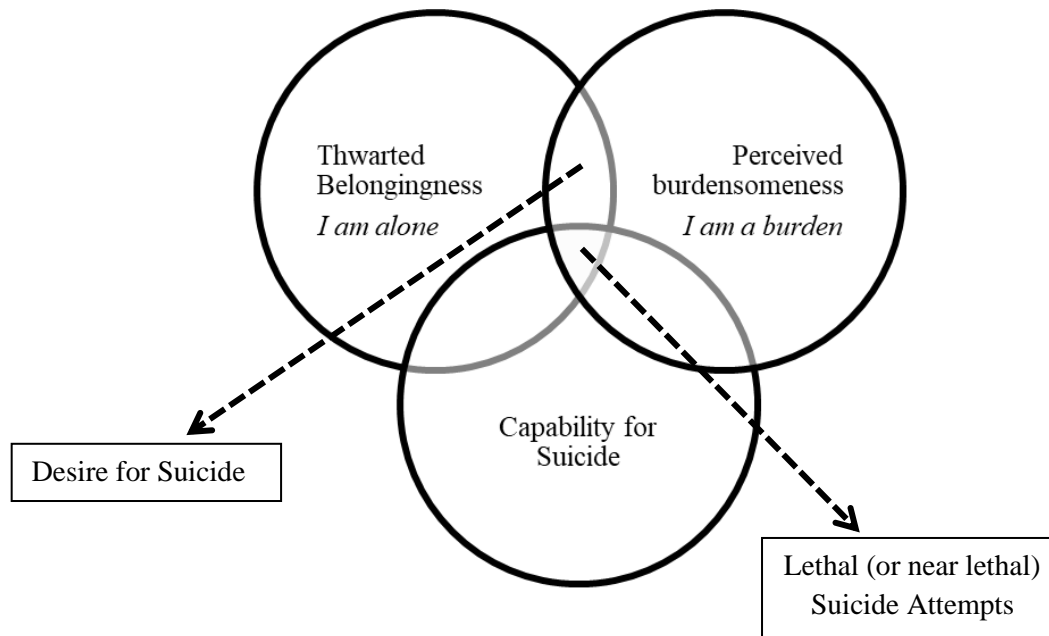 Thwarted
Belongingness
I am alone
Perceived
burdensomeness
I am a burden
Capability for
Suicide
Desire for Suicide
Lethal (or near lethal)
Suicide Attempts